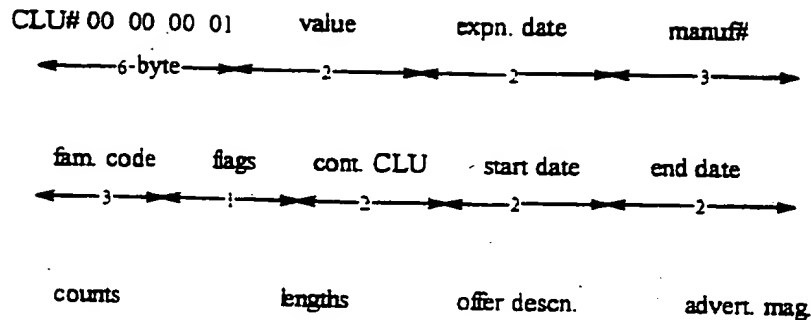 CLU# 00 00 00 01 value expn. date manuf#
6-byte 2 2 3
fam. code flags cont. CLU start date end date
3 1 2 2 2
counts lengths offer descn. advert. mag